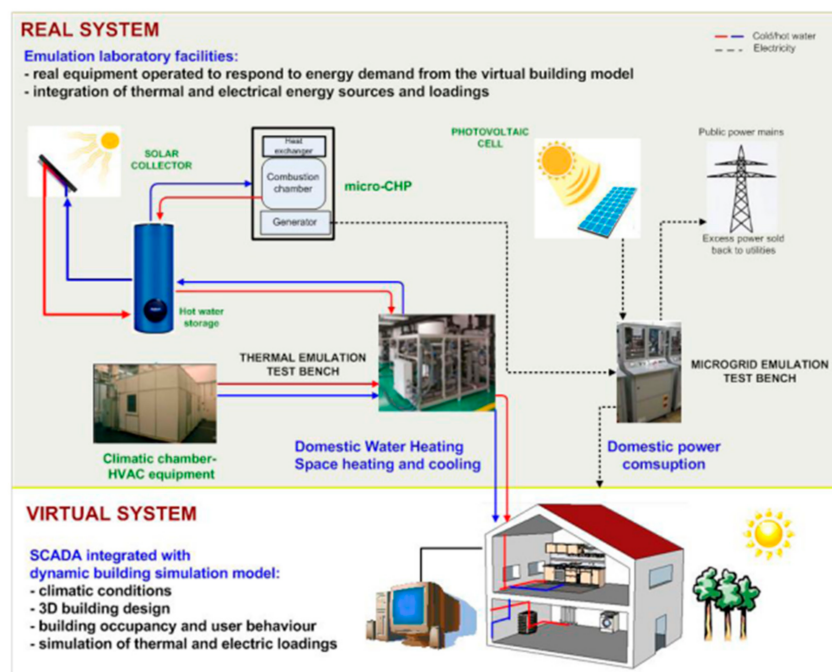 REAL SYSTEM
Emulation laboratory facilities:
- real equipment operated to respond to energy demand from the virtual building model
- integration of thermal and electrical energy sources and loadings
Cold/hot water
Electricity
SOLAR
COLLECTOR
Heat
exchanger
Combustion
chamber
Generator
micro-CHP
PHOTOVOLTAIC
CELL
Public power mains
Excess power sold
back to utilities
Hot water
storage
THERMAL EMULATION
TEST BENCH
MICROGRID EMULATION
TEST BENCH
Climatic chamber-
HVAC equipment
Domestic Water Heating
Space heating and cooling
Domestic power
comsuption
VIRTUAL SYSTEM
SCADA integrated with
dynamic building simulation model:
- climatic conditions
- 3D building design
- building occupancy and user behaviour
- simulation of thermal and electric loadings